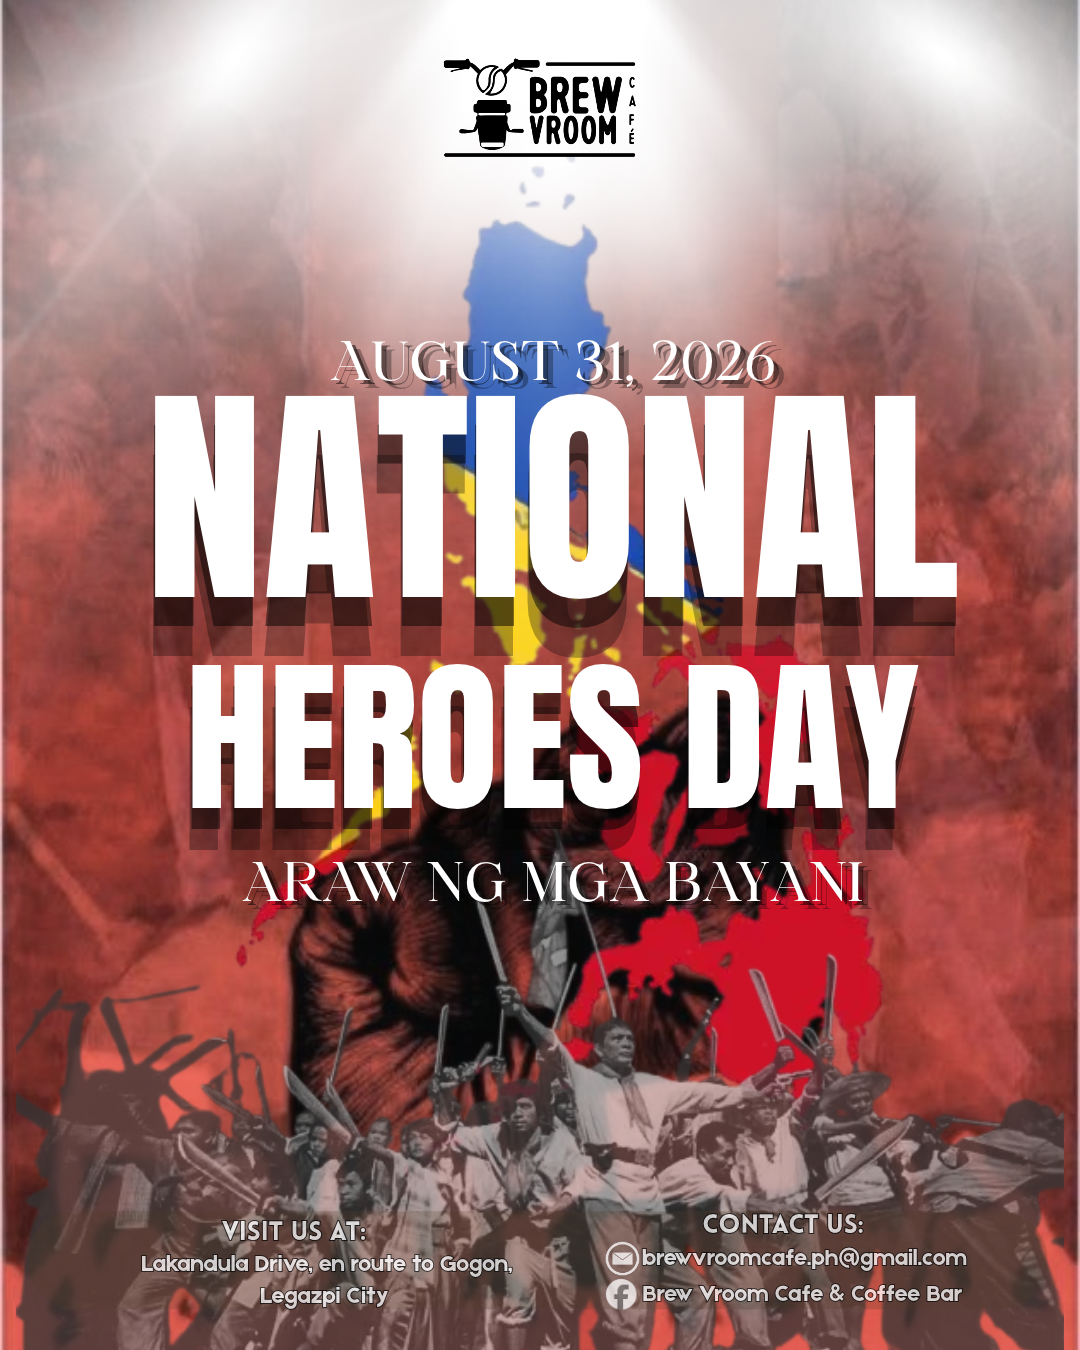 BREW
VROOM
CAFÉ
AUGUST 31, 2026
NATIONAL
HEROES DAY
ARAW NG MGA BAYANI
VISIT US AT:
Lakandula Drive, en route to Gogon,
Legazpi City
CONTACT US:
brewvroomcafe.ph@gmail.com
Brew Vroom Cafe & Coffee Bar